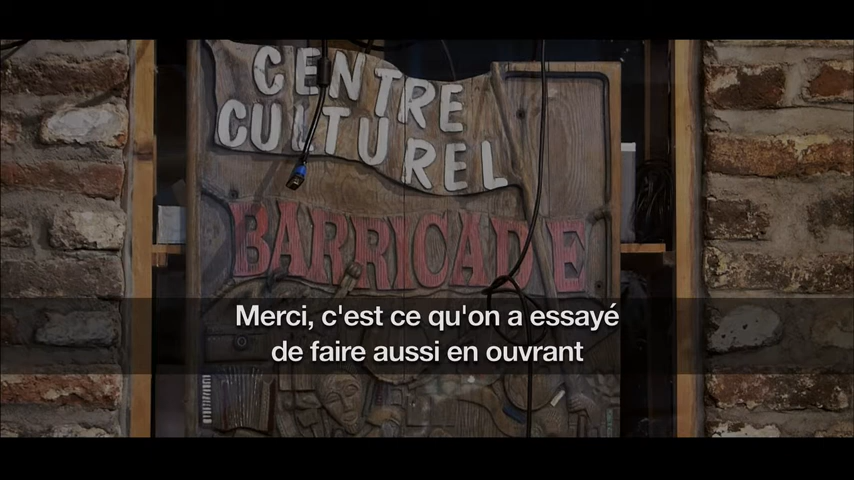 CENTRE
CULTUREL
BARRICADE
Merci, c'est ce qu'on a essayé
de faire aussi en ouvrant